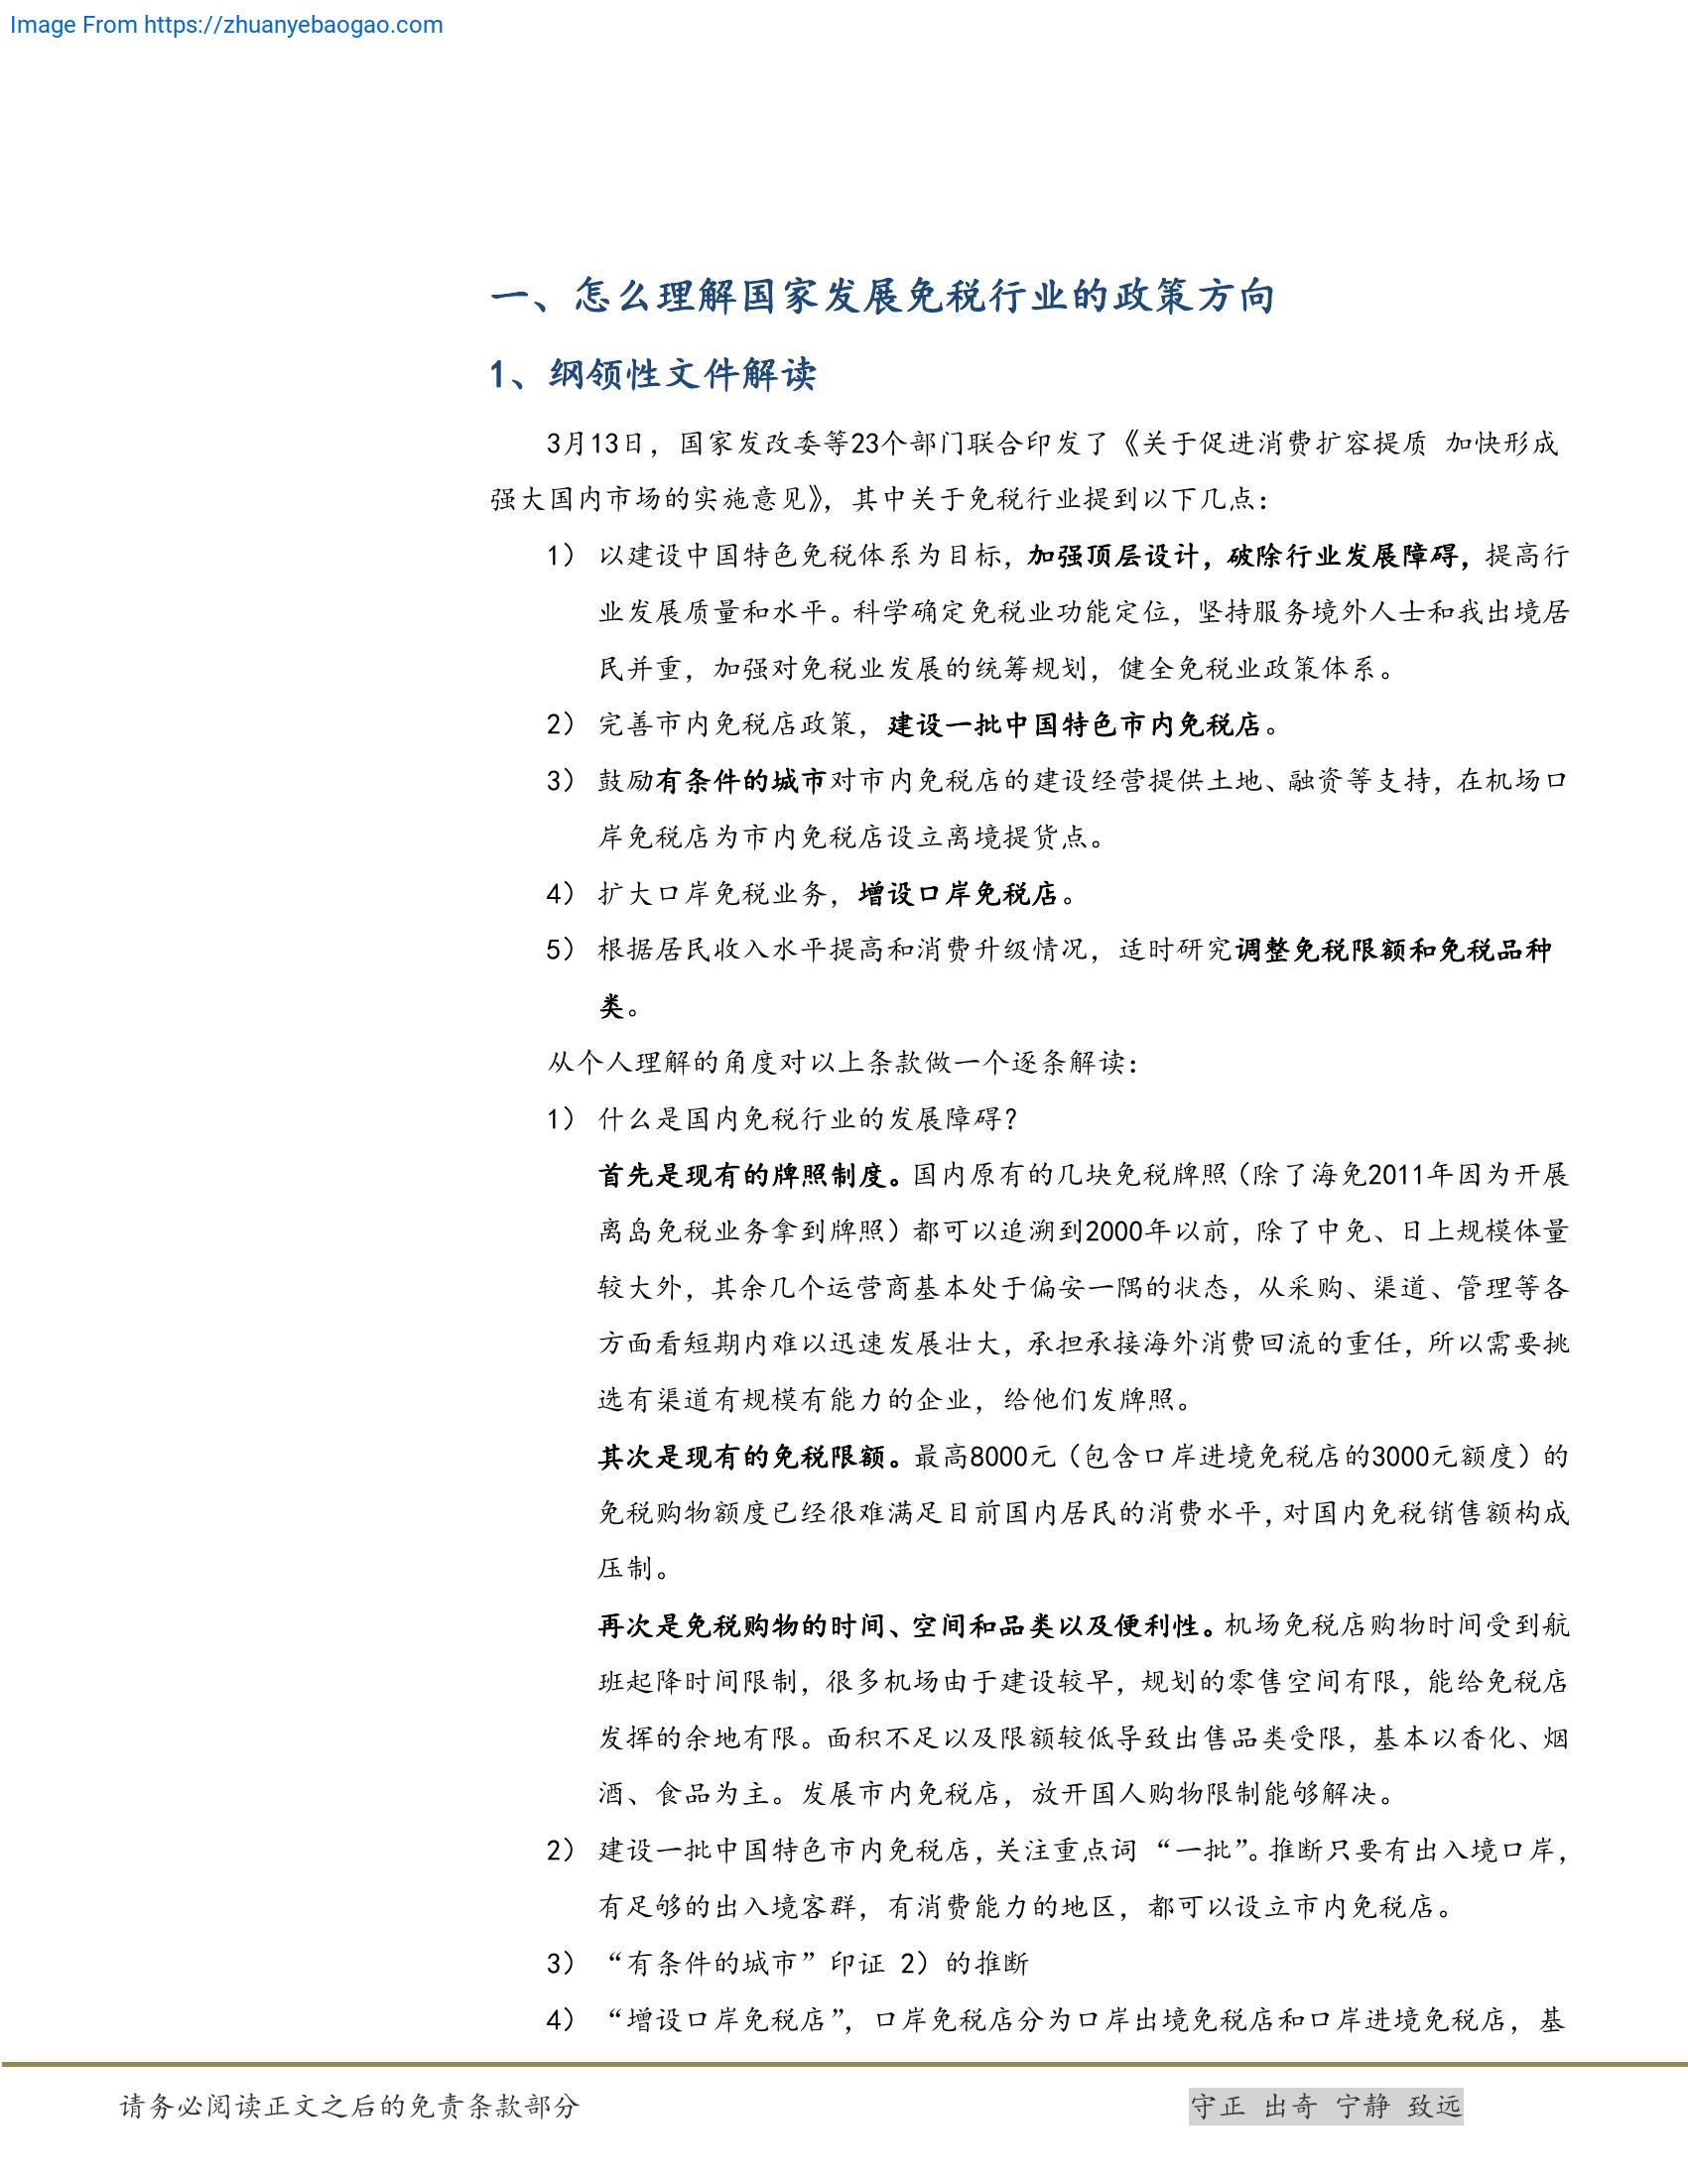 Image From https://zhuanyebaogao.com
一、怎么理解国家发展免税行业的政策方向
1、纲领性文件解读
3月13日，国家发改委等23个部门联合印发了《关于促进消费扩容提质 加快形成
强大国内市场的实施意见》，其中关于免税行业提到以下几点：
1） 以建设中国特色免税体系为目标，加强顶层设计，破除行业发展障碍，提高行
业发展质量和水平。科学确定免税业功能定位，坚持服务境外人士和我出境居
民并重，加强对免税业发展的统筹规划，健全免税业政策体系。
2） 完善市内免税店政策，建设一批中国特色市内免税店。
3） 鼓励有条件的城市对市内免税店的建设经营提供土地、融资等支持，在机场口
岸免税店为市内免税店设立离境提货点。
4） 扩大口岸免税业务，增设口岸免税店。
5） 根据居民收入水平提高和消费升级情况，适时研究调整免税限额和免税品种
类。
从个人理解的角度对以上条款做一个逐条解读：
1） 什么是国内免税行业的发展障碍？
首先是现有的牌照制度。国内原有的几块免税牌照（除了海免2011年因为开展
离岛免税业务拿到牌照）都可以追溯到2000年以前，除了中免、日上规模体量
较大外，其余几个运营商基本处于偏安一隅的状态，从采购、渠道、管理等各
方面看短期内难以迅速发展壮大，承担承接海外消费回流的重任，所以需要挑
选有渠道有规模有能力的企业，给他们发牌照。
其次是现有的免税限额。最高8000元（包含口岸进境免税店的3000元额度）的
免税购物额度已经很难满足目前国内居民的消费水平，对国内免税销售额构成
压制。
再次是免税购物的时间、空间和品类以及便利性。机场免税店购物时间受到航
班起降时间限制，很多机场由于建设较早，规划的零售空间有限，能给免税店
发挥的余地有限。面积不足以及限额较低导致出售品类受限，基本以香化、烟
酒、食品为主。发展市内免税店，放开国人购物限制能够解决。
2） 建设一批中国特色市内免税店，关注重点词 “一批”。推断只要有出入境口岸，
有足够的出入境客群，有消费能力的地区，都可以设立市内免税店。
3） “有条件的城市”印证 2）的推断
4） “增设口岸免税店”，口岸免税店分为口岸出境免税店和口岸进境免税店，基
请务必阅读正文之后的免责条款部分
守正 出奇 宁静 致远